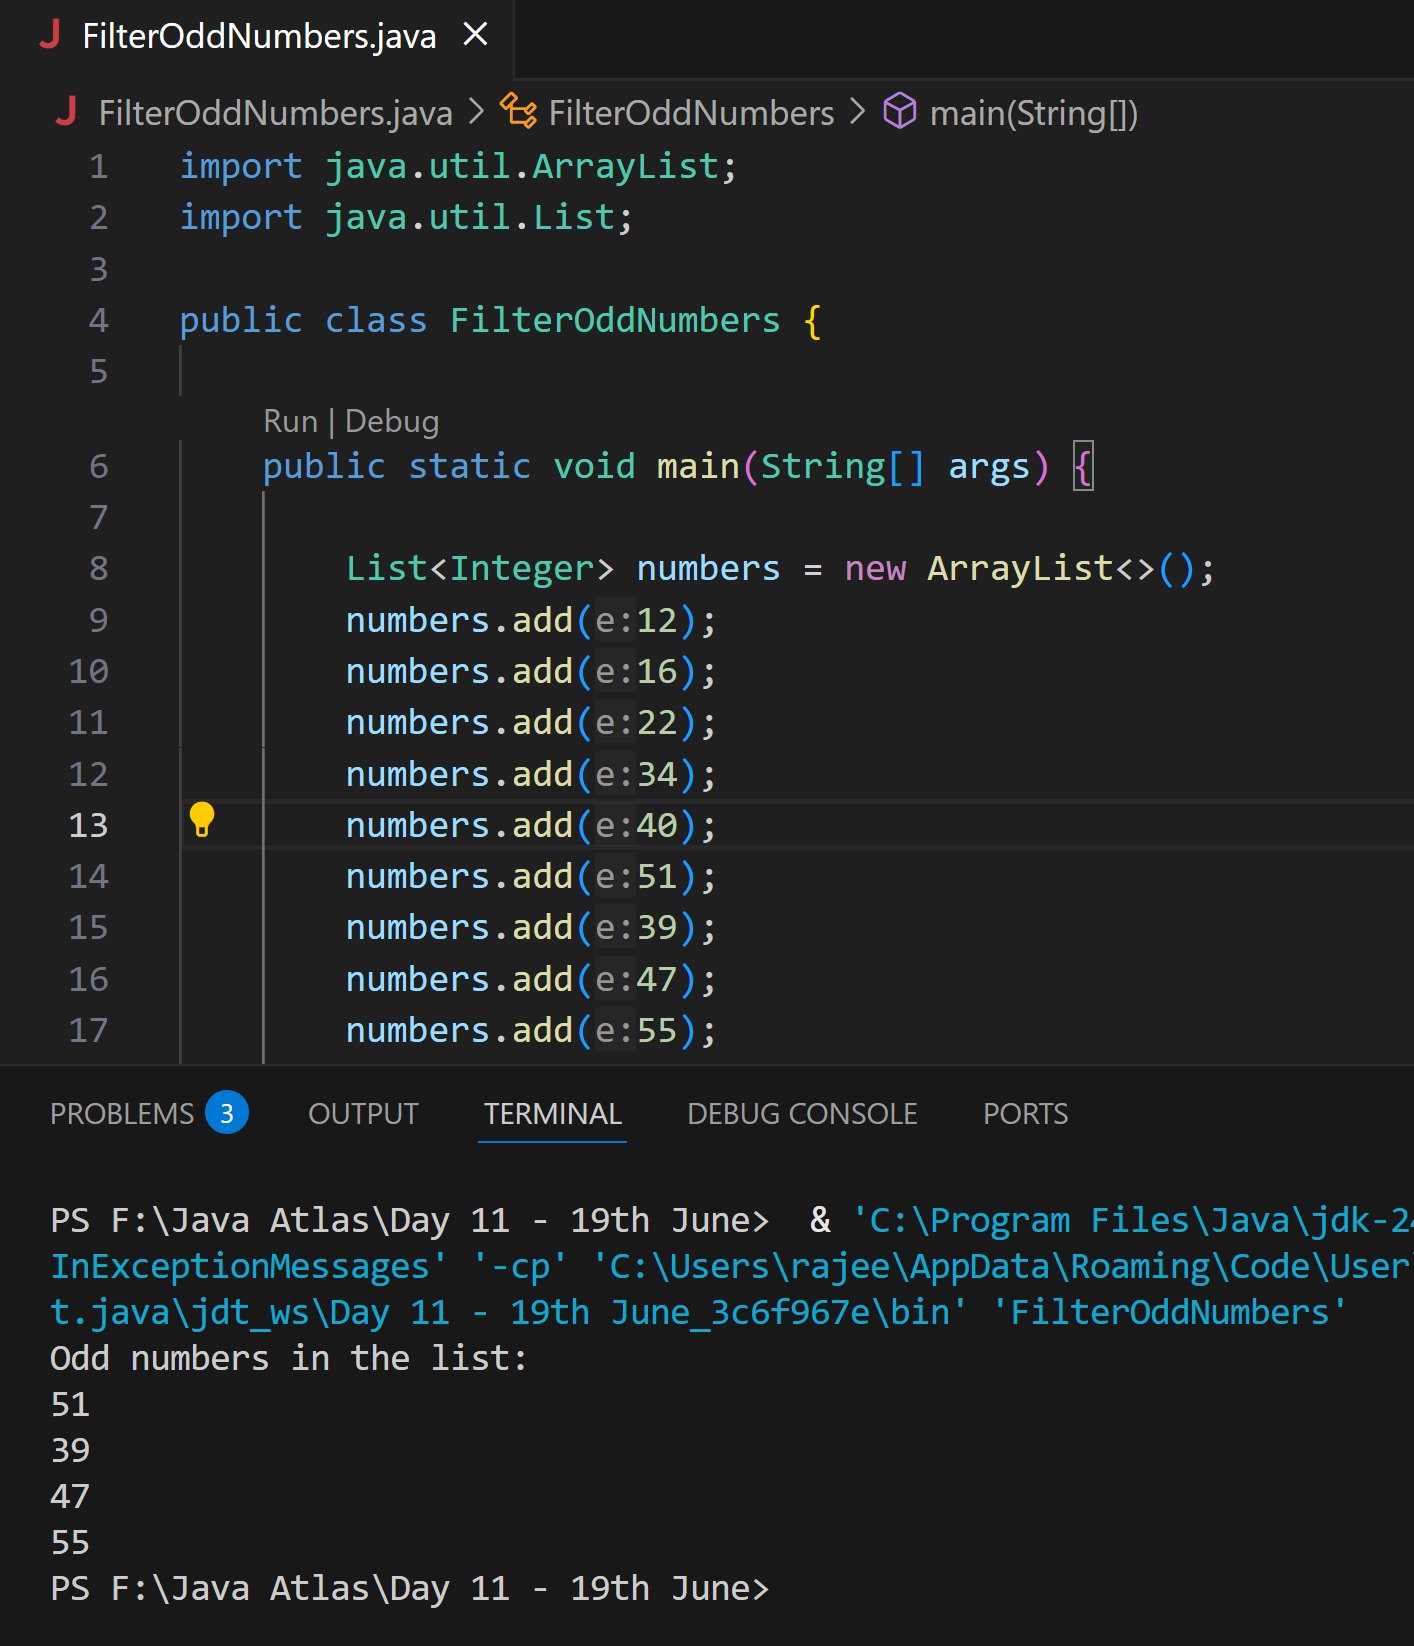 FilterOddNumbers.java
FilterOddNumbers.java > FilterOddNumbers > main(String[])
1 import java.util.ArrayList;
2 import java.util.List;
3
4 public class FilterOddNumbers {
5
Run | Debug
6 public static void main(String[] args) {
7
8 List<Integer> numbers = new ArrayList<>();
9 numbers.add(e:12);
10 numbers.add(e:16);
11 numbers.add(e:22);
12 numbers.add(e:34);
13 numbers.add(e:40);
14 numbers.add(e:51);
15 numbers.add(e:39);
16 numbers.add(e:47);
17 numbers.add(e:55);
PROBLEMS 3 OUTPUT TERMINAL DEBUG CONSOLE PORTS
PS F:\Java Atlas\Day 11 - 19th June> & 'C:\Program Files\Java\jdk-24
InExceptionMessages' '-cp' 'C:\Users\rajee\AppData\Roaming\Code\User
t.java\jdt_ws\Day 11 - 19th June_3c6f967e\bin' 'FilterOddNumbers'
Odd numbers in the list:
51
39
47
55
PS F:\Java Atlas\Day 11 - 19th June>